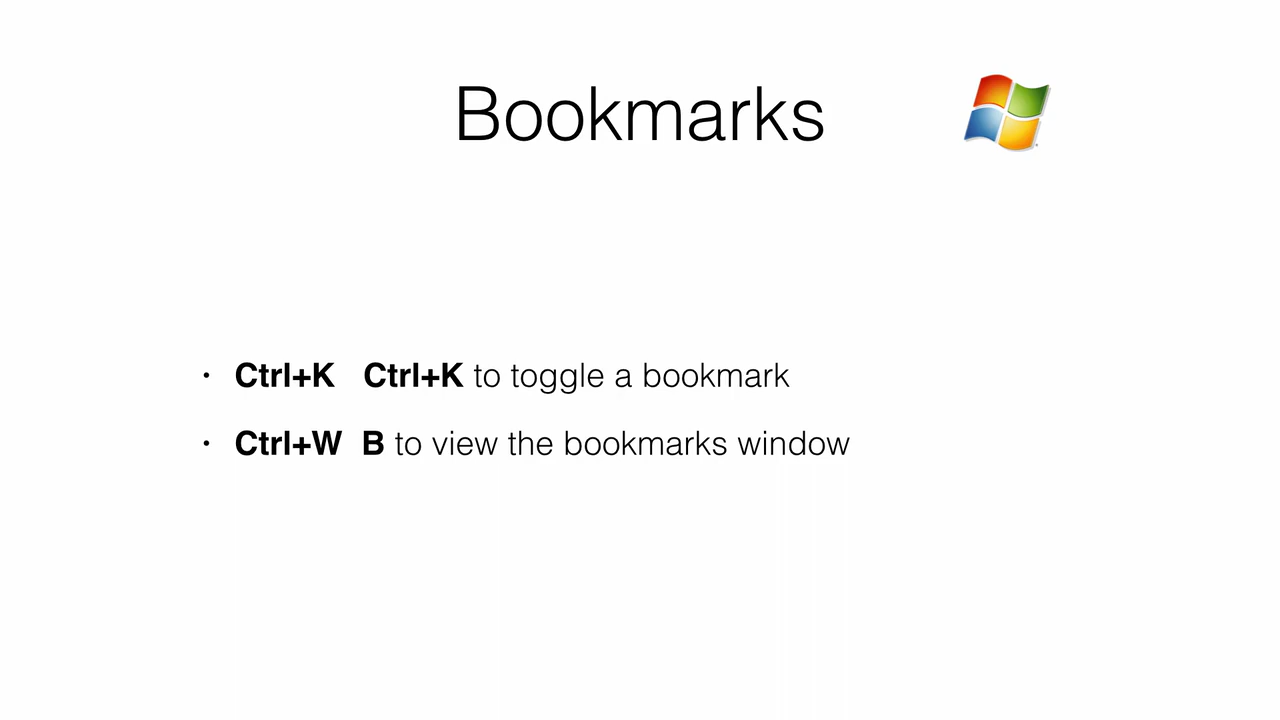 Bookmarks
• Ctrl+K Ctrl+K to toggle a bookmark
• Ctrl+W B to view the bookmarks window